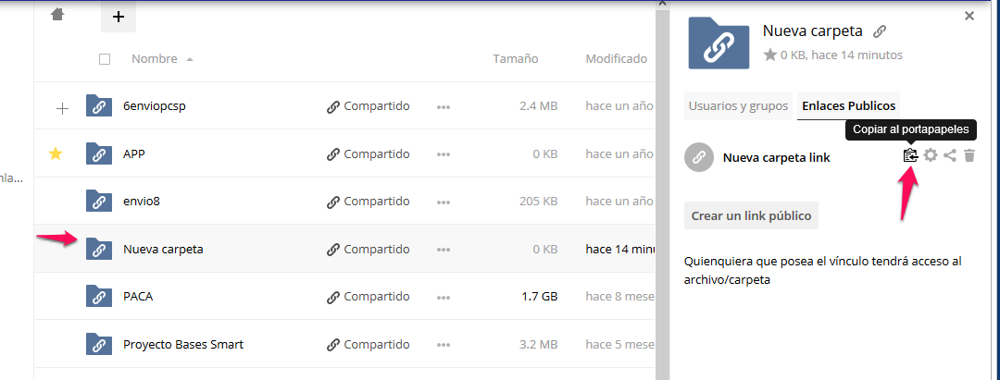 Nombre Tamaño Modificado
6enviopcsp Compartido ••• 2.4 MB hace un año
APP Compartido ••• 0 KB hace un año
envio8 Compartido ••• 205 KB hace un año
Nueva carpeta Compartido ••• 0 KB hace 14 minu
PACA Compartido ••• 1.7 GB hace 8 mese
Proyecto Bases Smart Compartido ••• 3.2 MB hace 5 mese
nla...
Nueva carpeta
0 KB, hace 14 minutos
Usuarios y grupos Enlaces Publicos
Copiar al portapapeles
Nueva carpeta link
Crear un link público
Quienquiera que posea el vínculo tendrá acceso al
archivo/carpeta